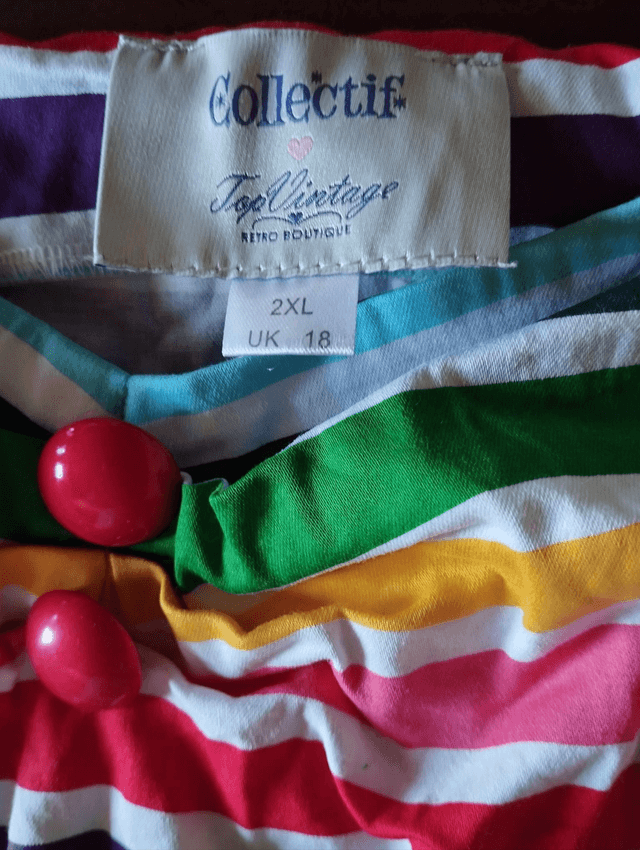 Collectif
TopVintage
RETRO BOUTIQUE
2XL
UK 18